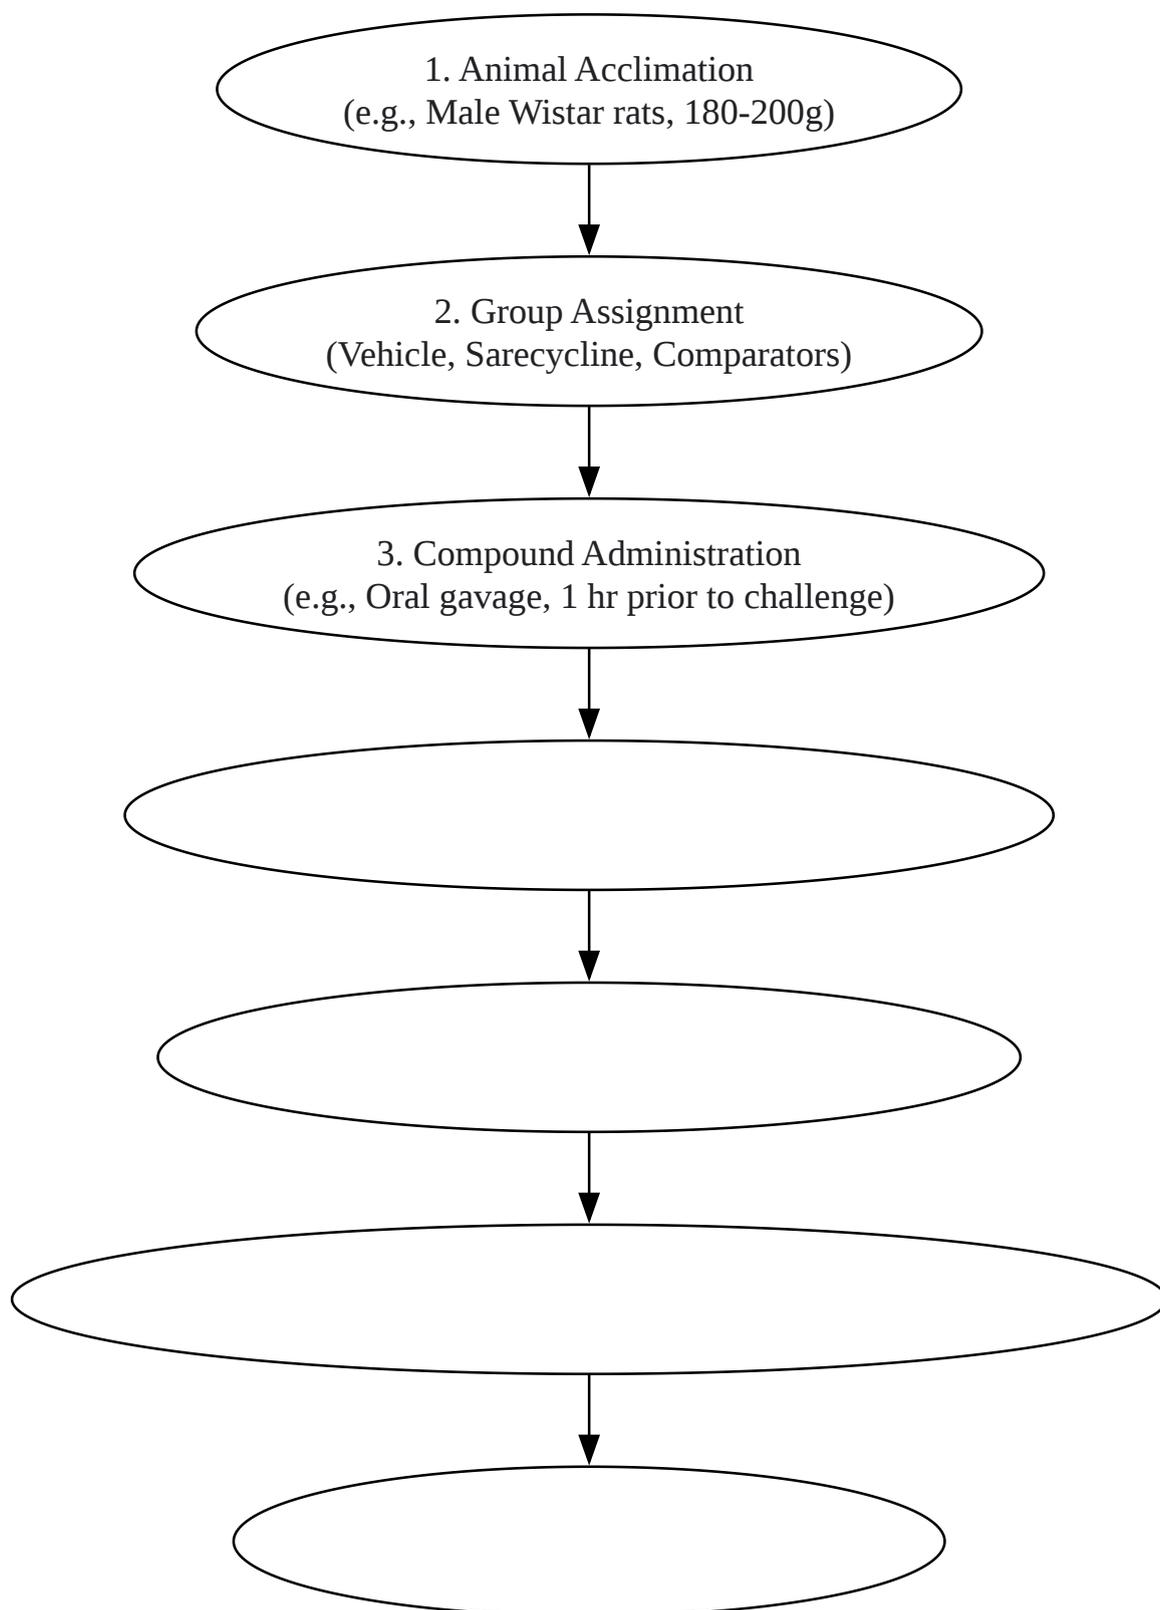 1. Animal Acclimation
(e.g., Male Wistar rats, 180-200g)
2. Group Assignment
(Vehicle, Sarecycline, Comparators)
3. Compound Administration
(e.g., Oral gavage, 1 hr prior to challenge)